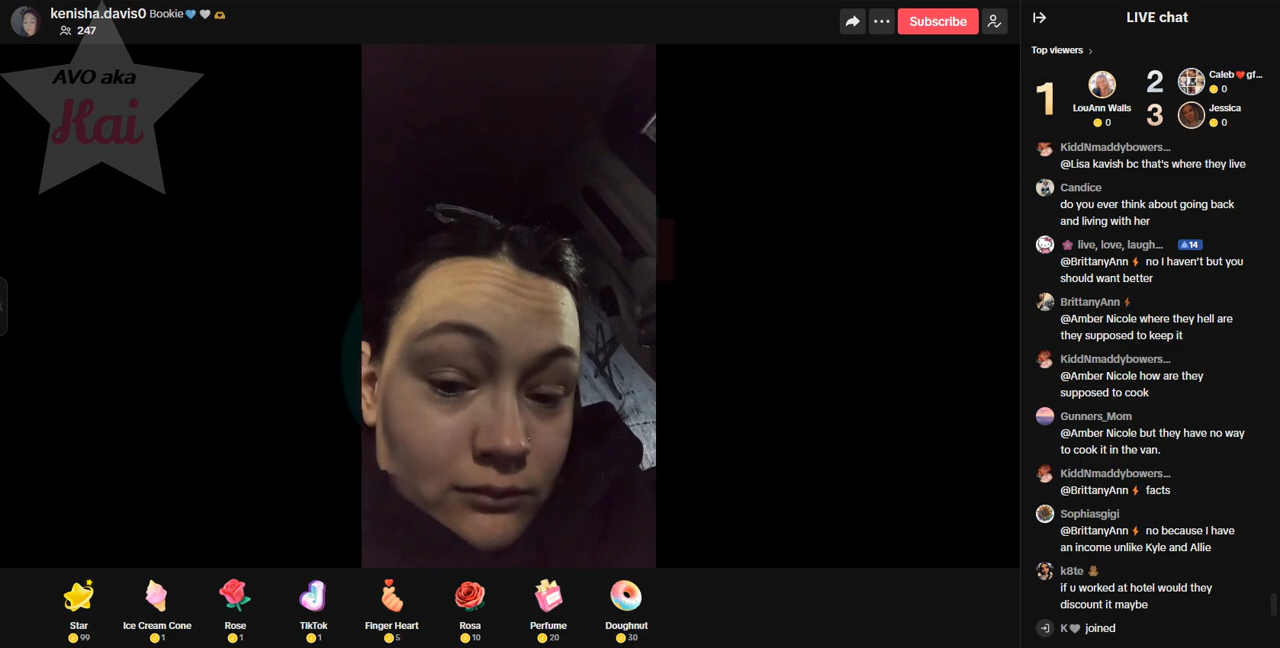 kenisha.davis0 Bookie💙🤍🫶
247
Subscribe
AVO aka
Kai
LIVE chat
Top viewers
1
LouAnn Walls
0
2
Caleb❤️gf...
0
3
Jessica
0
KiddNmaddybowers...
@Lisa kavish bc that's where they live
Candice
do you ever think about going back
and living with her
🌸 live, love, laugh... 14
@BrittanyAnn⚡ no I haven't but you
should want better
BrittanyAnn⚡
@Amber Nicole where they hell are
they supposed to keep it
KiddNmaddybowers...
@Amber Nicole how are they
supposed to cook
Gunners_Mom
@Amber Nicole but they have no way
to cook it in the van.
KiddNmaddybowers...
@BrittanyAnn⚡ facts
Sophiasgigi
@BrittanyAnn⚡ no because I have
an income unlike Kyle and Allie
k8te 🧸
if u worked at hotel would they
discount it maybe
K🤍 joined
Star
99
Ice Cream Cone
1
Rose
1
TikTok
1
Finger Heart
5
Rosa
10
Perfume
20
Doughnut
30